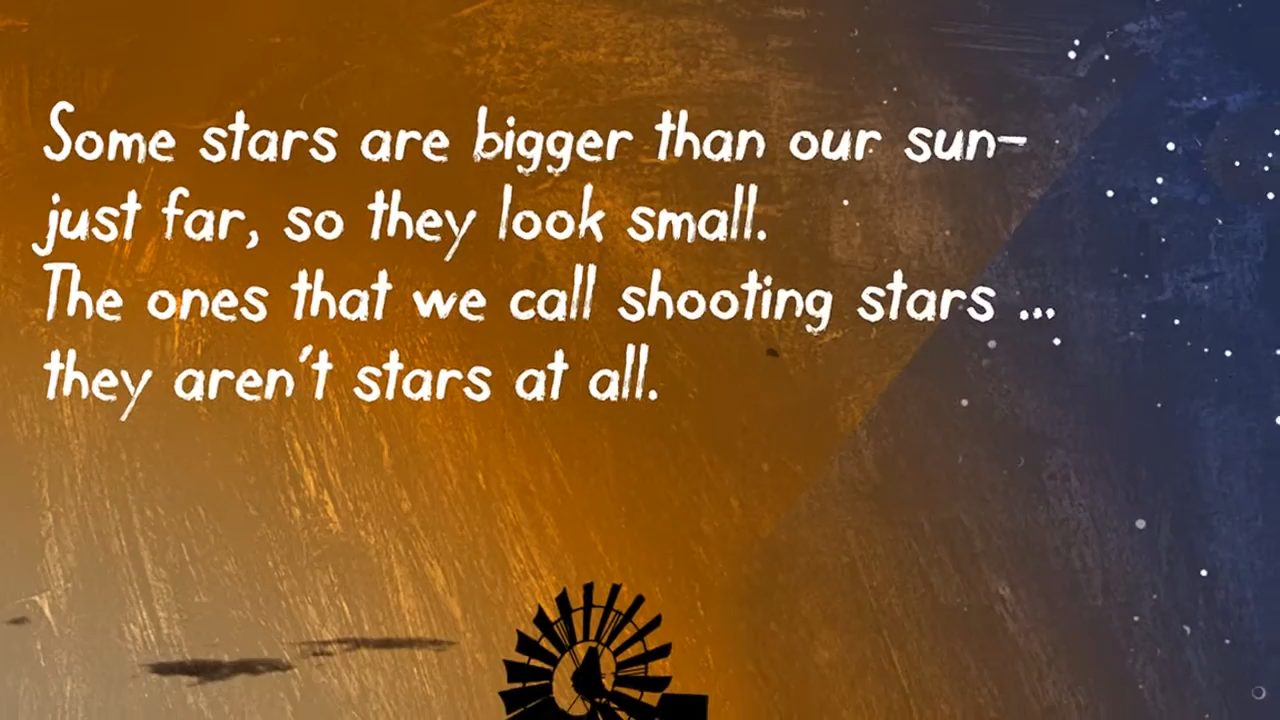 Some stars are bigger than our sun–
just far, so they look small.
The ones that we call shooting stars ...
they aren't stars at all.